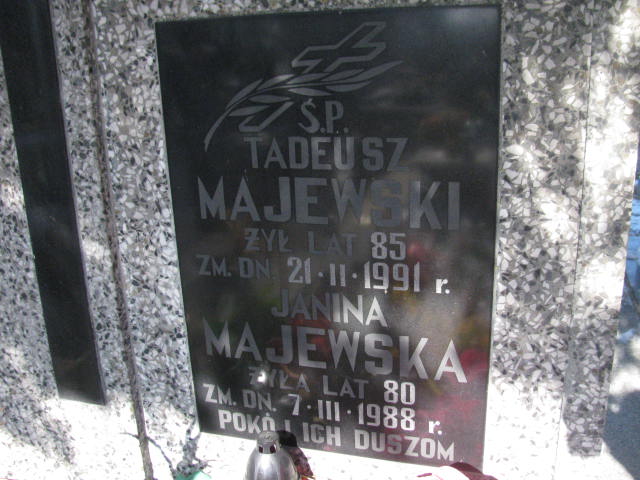 Ś.P.
TADEUSZ
MAJEWSKI
ŻYŁ LAT 85
ZM. DN. 21·II·1991 r.
JANINA
MAJEWSKA
ŻYŁA LAT 80
ZM. DN. 7·III·1988 r.
POKÓJ ICH DUSZOM